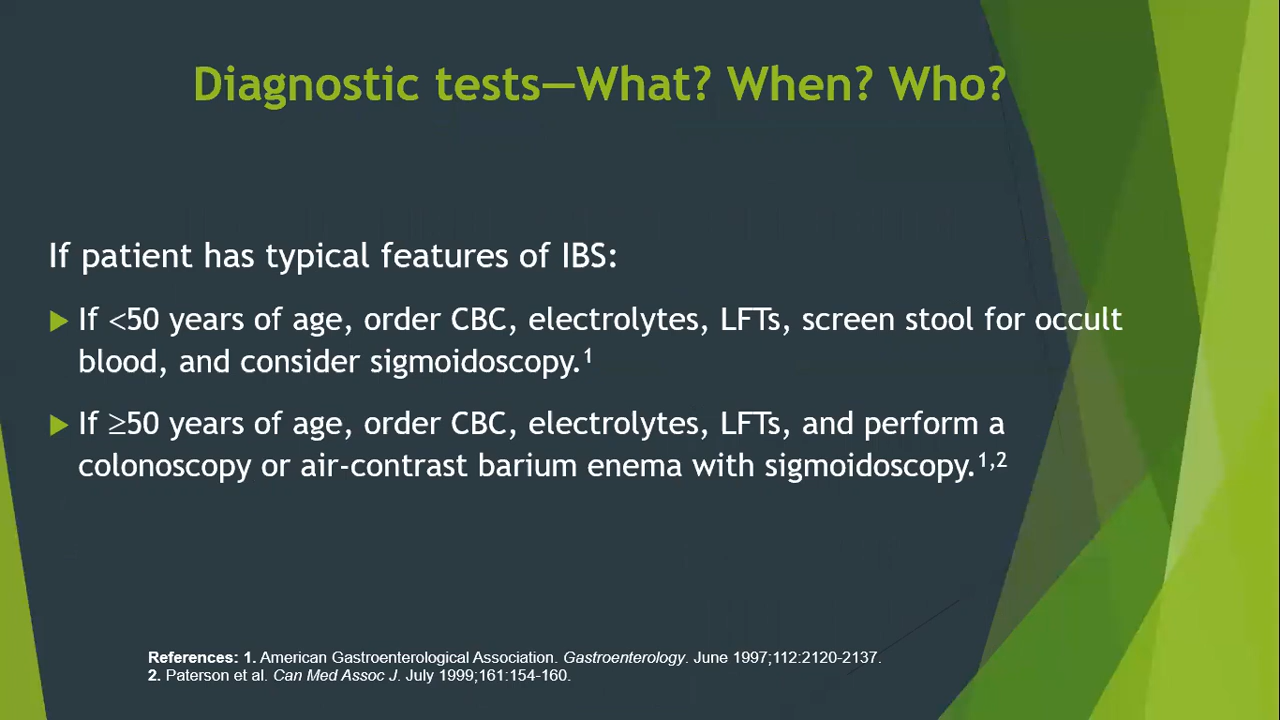 Diagnostic tests—What? When? Who?
If patient has typical features of IBS:
If <50 years of age, order CBC, electrolytes, LFTs, screen stool for occult
blood, and consider sigmoidoscopy.¹
If ≥50 years of age, order CBC, electrolytes, LFTs, and perform a
colonoscopy or air-contrast barium enema with sigmoidoscopy.¹,²
References: 1. American Gastroenterological Association. Gastroenterology. June 1997;112:2120-2137.
2. Paterson et al. Can Med Assoc J. July 1999;161:154-160.